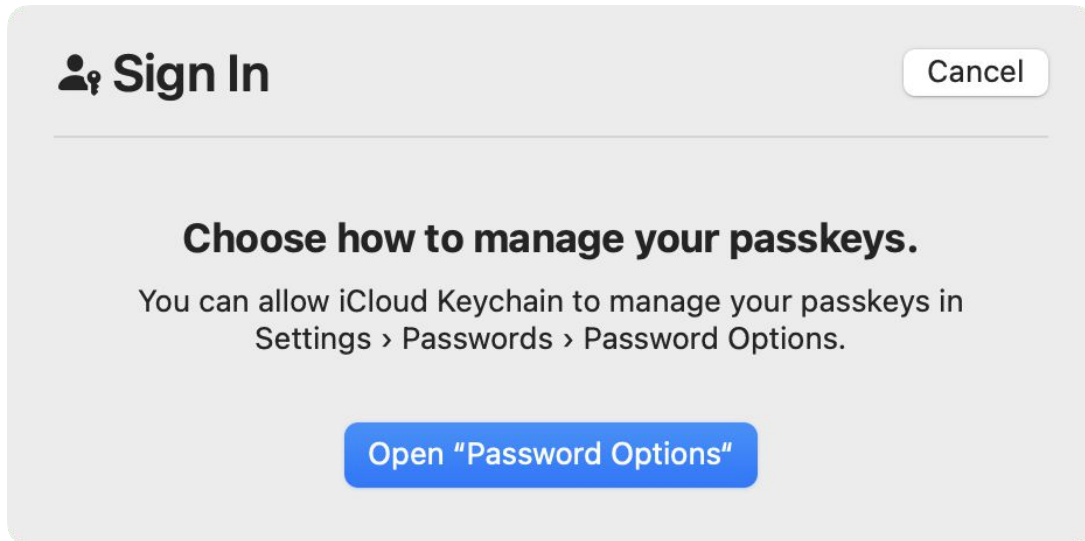 Sign In
Cancel
Choose how to manage your passkeys.
You can allow iCloud Keychain to manage your passkeys in
Settings › Passwords › Password Options.
Open “Password Options“